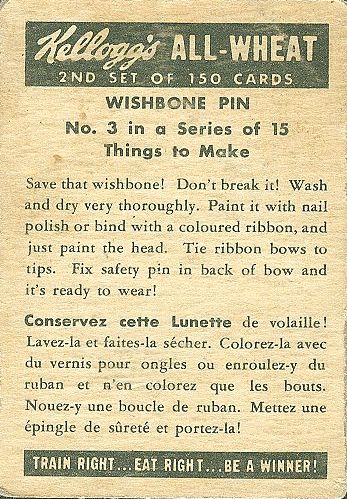 Kellogg's ALL-WHEAT
2ND SET OF 150 CARDS
WISHBONE PIN
No. 3 in a Series of 15
Things to Make
Save that wishbone! Don't break it! Wash
and dry very thoroughly. Paint it with nail
polish or bind with a coloured ribbon, and
just paint the head. Tie ribbon bows to
tips. Fix safety pin in back of bow and
it's ready to wear!
Conservez cette Lunette de volaille!
Lavez-la et faites-la sécher. Colorez-la avec
du vernis pour ongles ou enroulez-y du
ruban et n'en colorez que les bouts.
Nouez-y une boucle de ruban. Mettez une
épingle de sûreté et portez-la!
TRAIN RIGHT...EAT RIGHT...BE A WINNER!